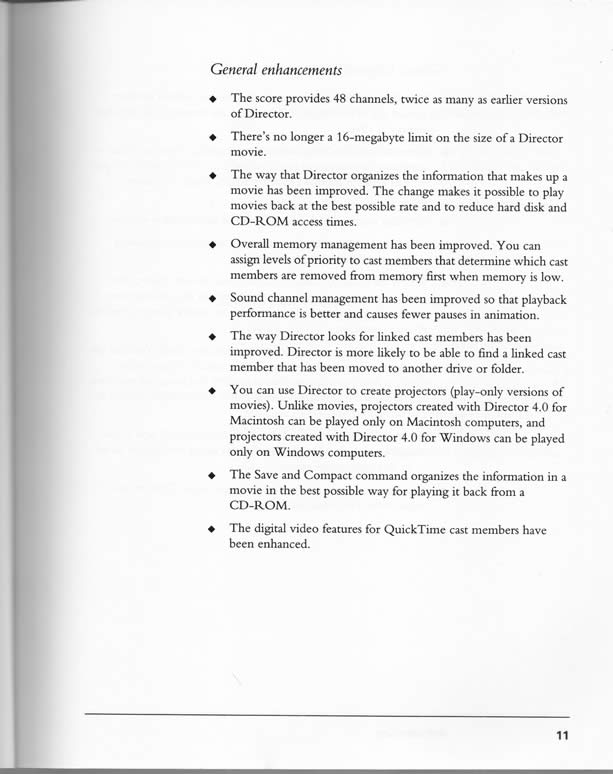 General enhancements
◆ The score provides 48 channels, twice as many as earlier versions
of Director.
◆ There's no longer a 16-megabyte limit on the size of a Director
movie.
◆ The way that Director organizes the information that makes up a
movie has been improved. The change makes it possible to play
movies back at the best possible rate and to reduce hard disk and
CD-ROM access times.
◆ Overall memory management has been improved. You can
assign levels of priority to cast members that determine which cast
members are removed from memory first when memory is low.
◆ Sound channel management has been improved so that playback
performance is better and causes fewer pauses in animation.
◆ The way Director looks for linked cast members has been
improved. Director is more likely to be able to find a linked cast
member that has been moved to another drive or folder.
◆ You can use Director to create projectors (play-only versions of
movies). Unlike movies, projectors created with Director 4.0 for
Macintosh can be played only on Macintosh computers, and
projectors created with Director 4.0 for Windows can be played
only on Windows computers.
◆ The Save and Compact command organizes the information in a
movie in the best possible way for playing it back from a
CD-ROM.
◆ The digital video features for QuickTime cast members have
been enhanced.
11